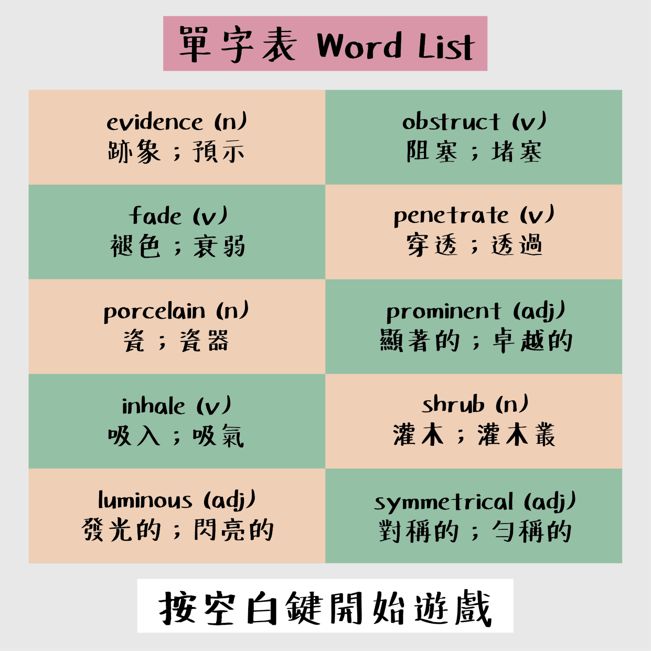 單字表 Word List
evidence (n)
跡象；預示
obstruct (v)
阻塞；堵塞
fade (v)
褪色；衰弱
penetrate (v)
穿透；透過
porcelain (n)
瓷；瓷器
prominent (adj)
顯著的；卓越的
inhale (v)
吸入；吸氣
shrub (n)
灌木；灌木叢
luminous (adj)
發光的；閃亮的
symmetrical (adj)
對稱的；勻稱的
按空白鍵開始遊戲